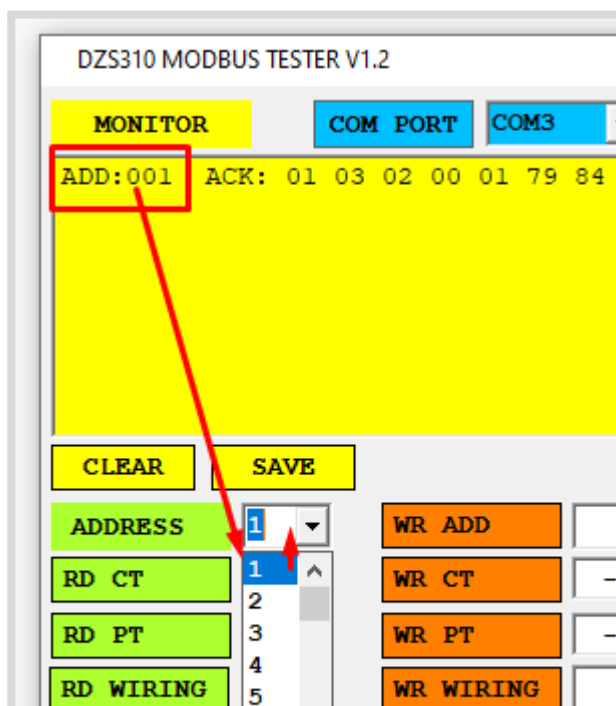 DZS310 MODBUS TESTER V1.2
MONITOR COM PORT COM3
ADD:001 ACK: 01 03 02 00 01 79 84
CLEAR SAVE
ADDRESS 1 WR ADD
1
RD CT WR CT -
2
RD PT 3 WR PT -
4
RD WIRING 5 WR WIRING